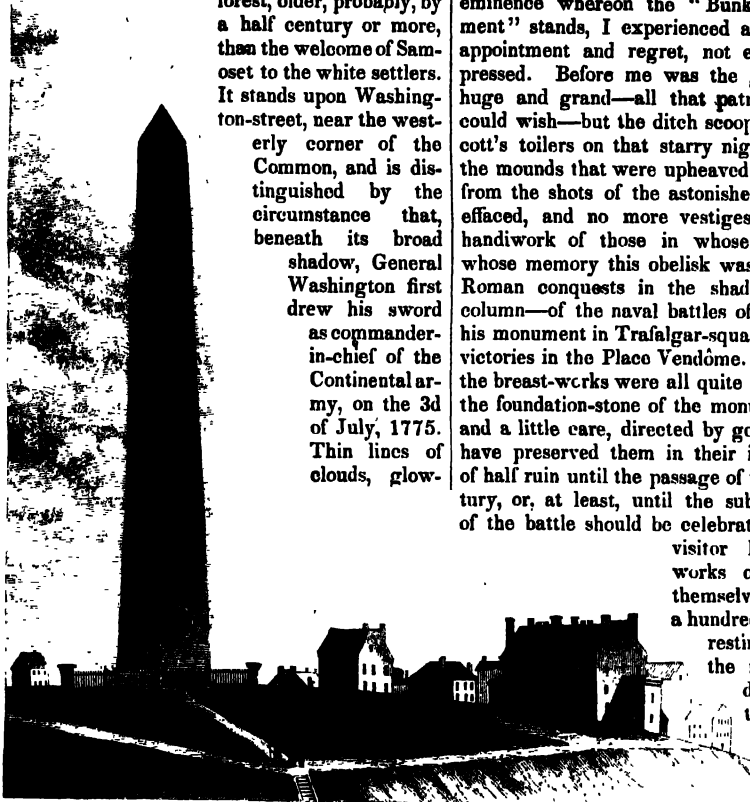 forest, older, probably, by
a half century or more,
than the welcome of Sam-
oset to the white settlers.
It stands upon Washing-
ton-street, near the west-
erly corner of the
Common, and is dis-
tinguished by the
circumstance that,
beneath its broad
shadow, General
Washington first
drew his sword
as commander-
in-chief of the
Continental ar-
my, on the 3d
of July, 1775.
Thin lines of
clouds, glow-
eminence whereon the "Bunk
ment" stands, I experienced a
appointment and regret, not e
pressed. Before me was the
huge and grand—all that patr
could wish—but the ditch scoop
cott's toilers on that starry nig
the mounds that were upheaved
from the shots of the astonishe
effaced, and no more vestiges
handiwork of those in whose
whose memory this obelisk was
Roman conquests in the shad
column—of the naval battles of
his monument in Trafalgar-squa
victories in the Place Vendôme.
the breast-works were all quite
the foundation-stone of the mon
and a little care, directed by go
have preserved them in their i
of half ruin until the passage of
tury, or, at least, until the sub
of the battle should be celebrat
visitor
works c
themselv
a hundre
restin
the
d
t